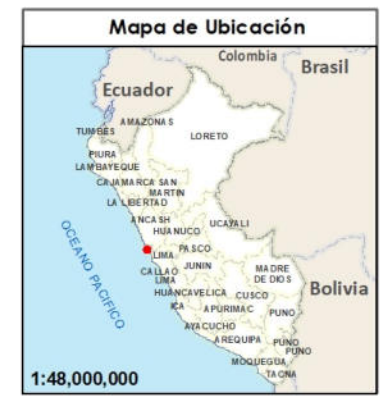 Mapa de Ubicación
Colombia
Brasil
Ecuador
AMAZONAS
TUMBES
LORETO
PIURA
LAMBAYEQUE
CAJAMARCA SAN
MARTIN
LA LIBERTAD
ANCASH
UCAYALI
HUANUCO
PASCO
LIMA
JUNIN
CALLAO
LIMA
MADRE
DE DIOS
OCEANO PACIFICO
HUANCAVELICA
CUSCO
Bolivia
ICA
APURIMAC
PUNO
AYACUCHO
AREQUIPA
PUNO
PUNO
MOQUEGUA
TACNA
1:48,000,000